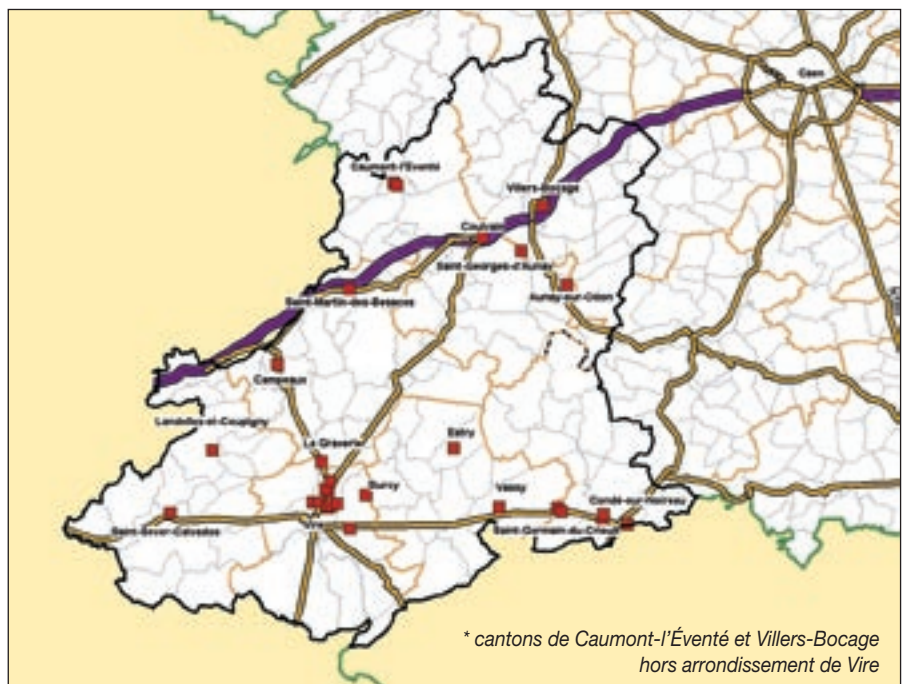 Caen
Caumont-l'Éventé
Villers-Bocage
Coulvain
Saint-Georges-d'Aunay
Aunay-sur-Odon
Saint-Martin-des-Besaces
Campeaux
Landelles-et-Coupigny
La Graverie
Estry
Burcy
Vassy
Condé-sur-Noireau
Saint-Sever-Calvados
Vire
Saint-Germain-du-Crioult
* cantons de Caumont-l'Éventé et Villers-Bocage
hors arrondissement de Vire